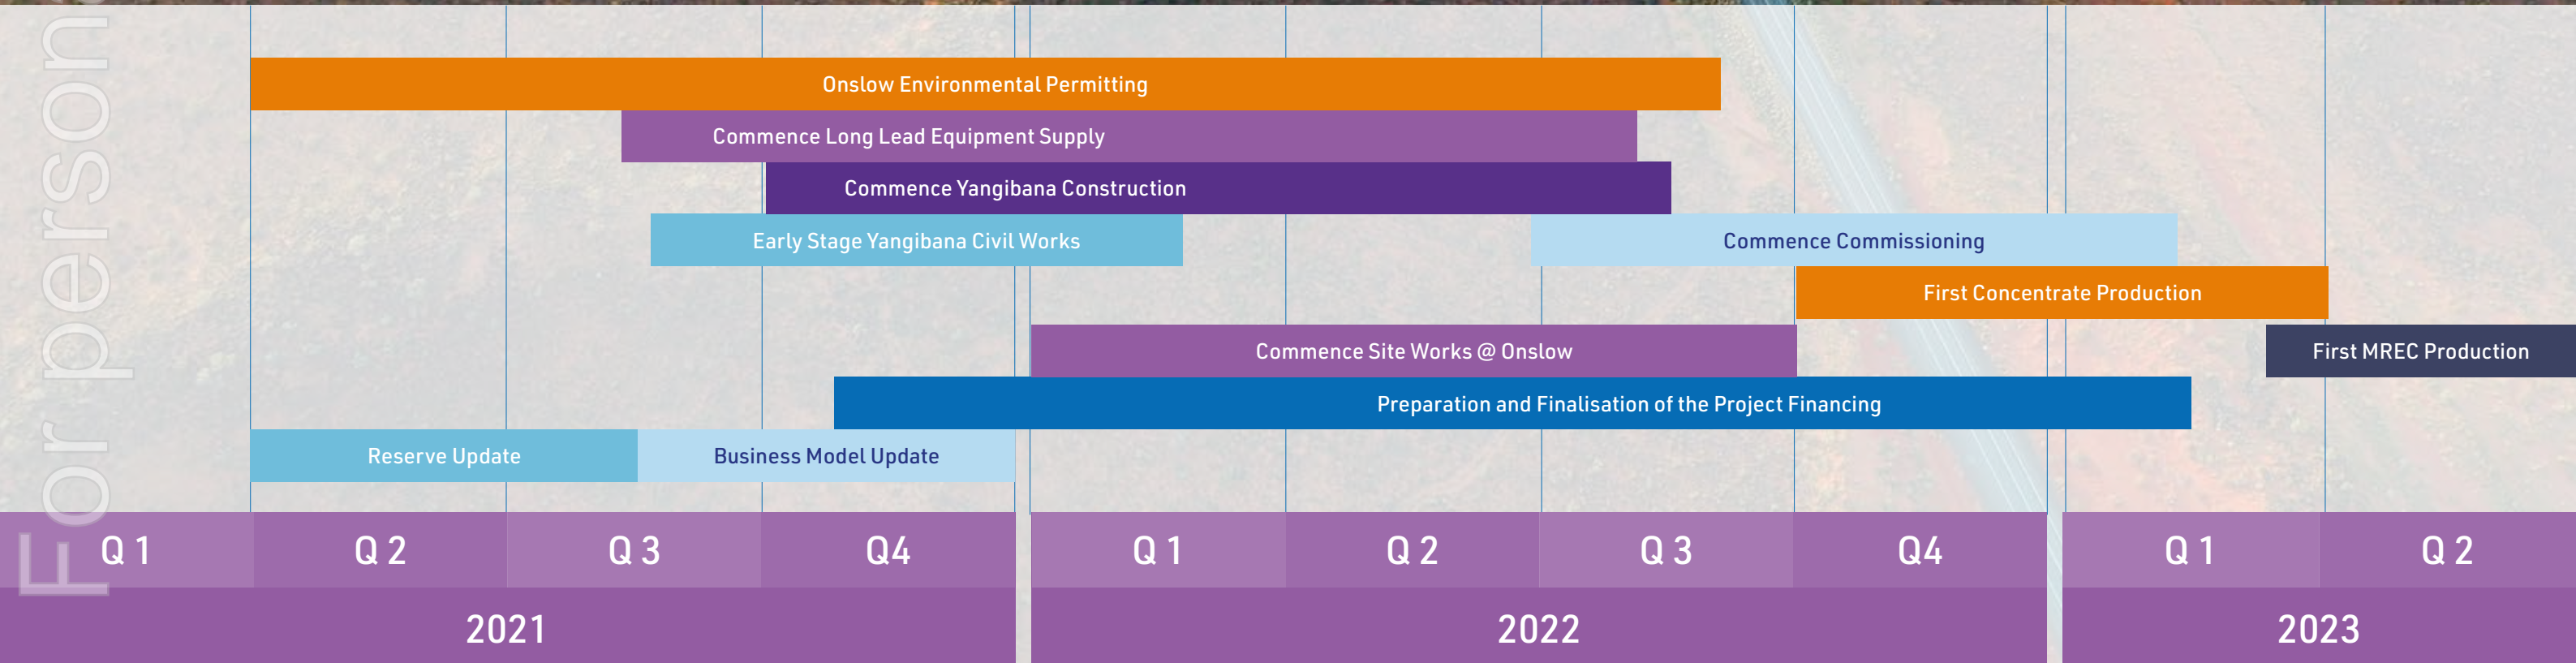 For person
Onslow Environmental Permitting
Commence Long Lead Equipment Supply
Commence Yangibana Construction
Early Stage Yangibana Civil Works
Commence Commissioning
First Concentrate Production
Commence Site Works @ Onslow
First MREC Production
Preparation and Finalisation of the Project Financing
Reserve Update
Business Model Update
Q 1
Q 2
Q 3
Q4
Q 1
Q 2
Q 3
Q4
Q 1
Q 2
2021
2022
2023